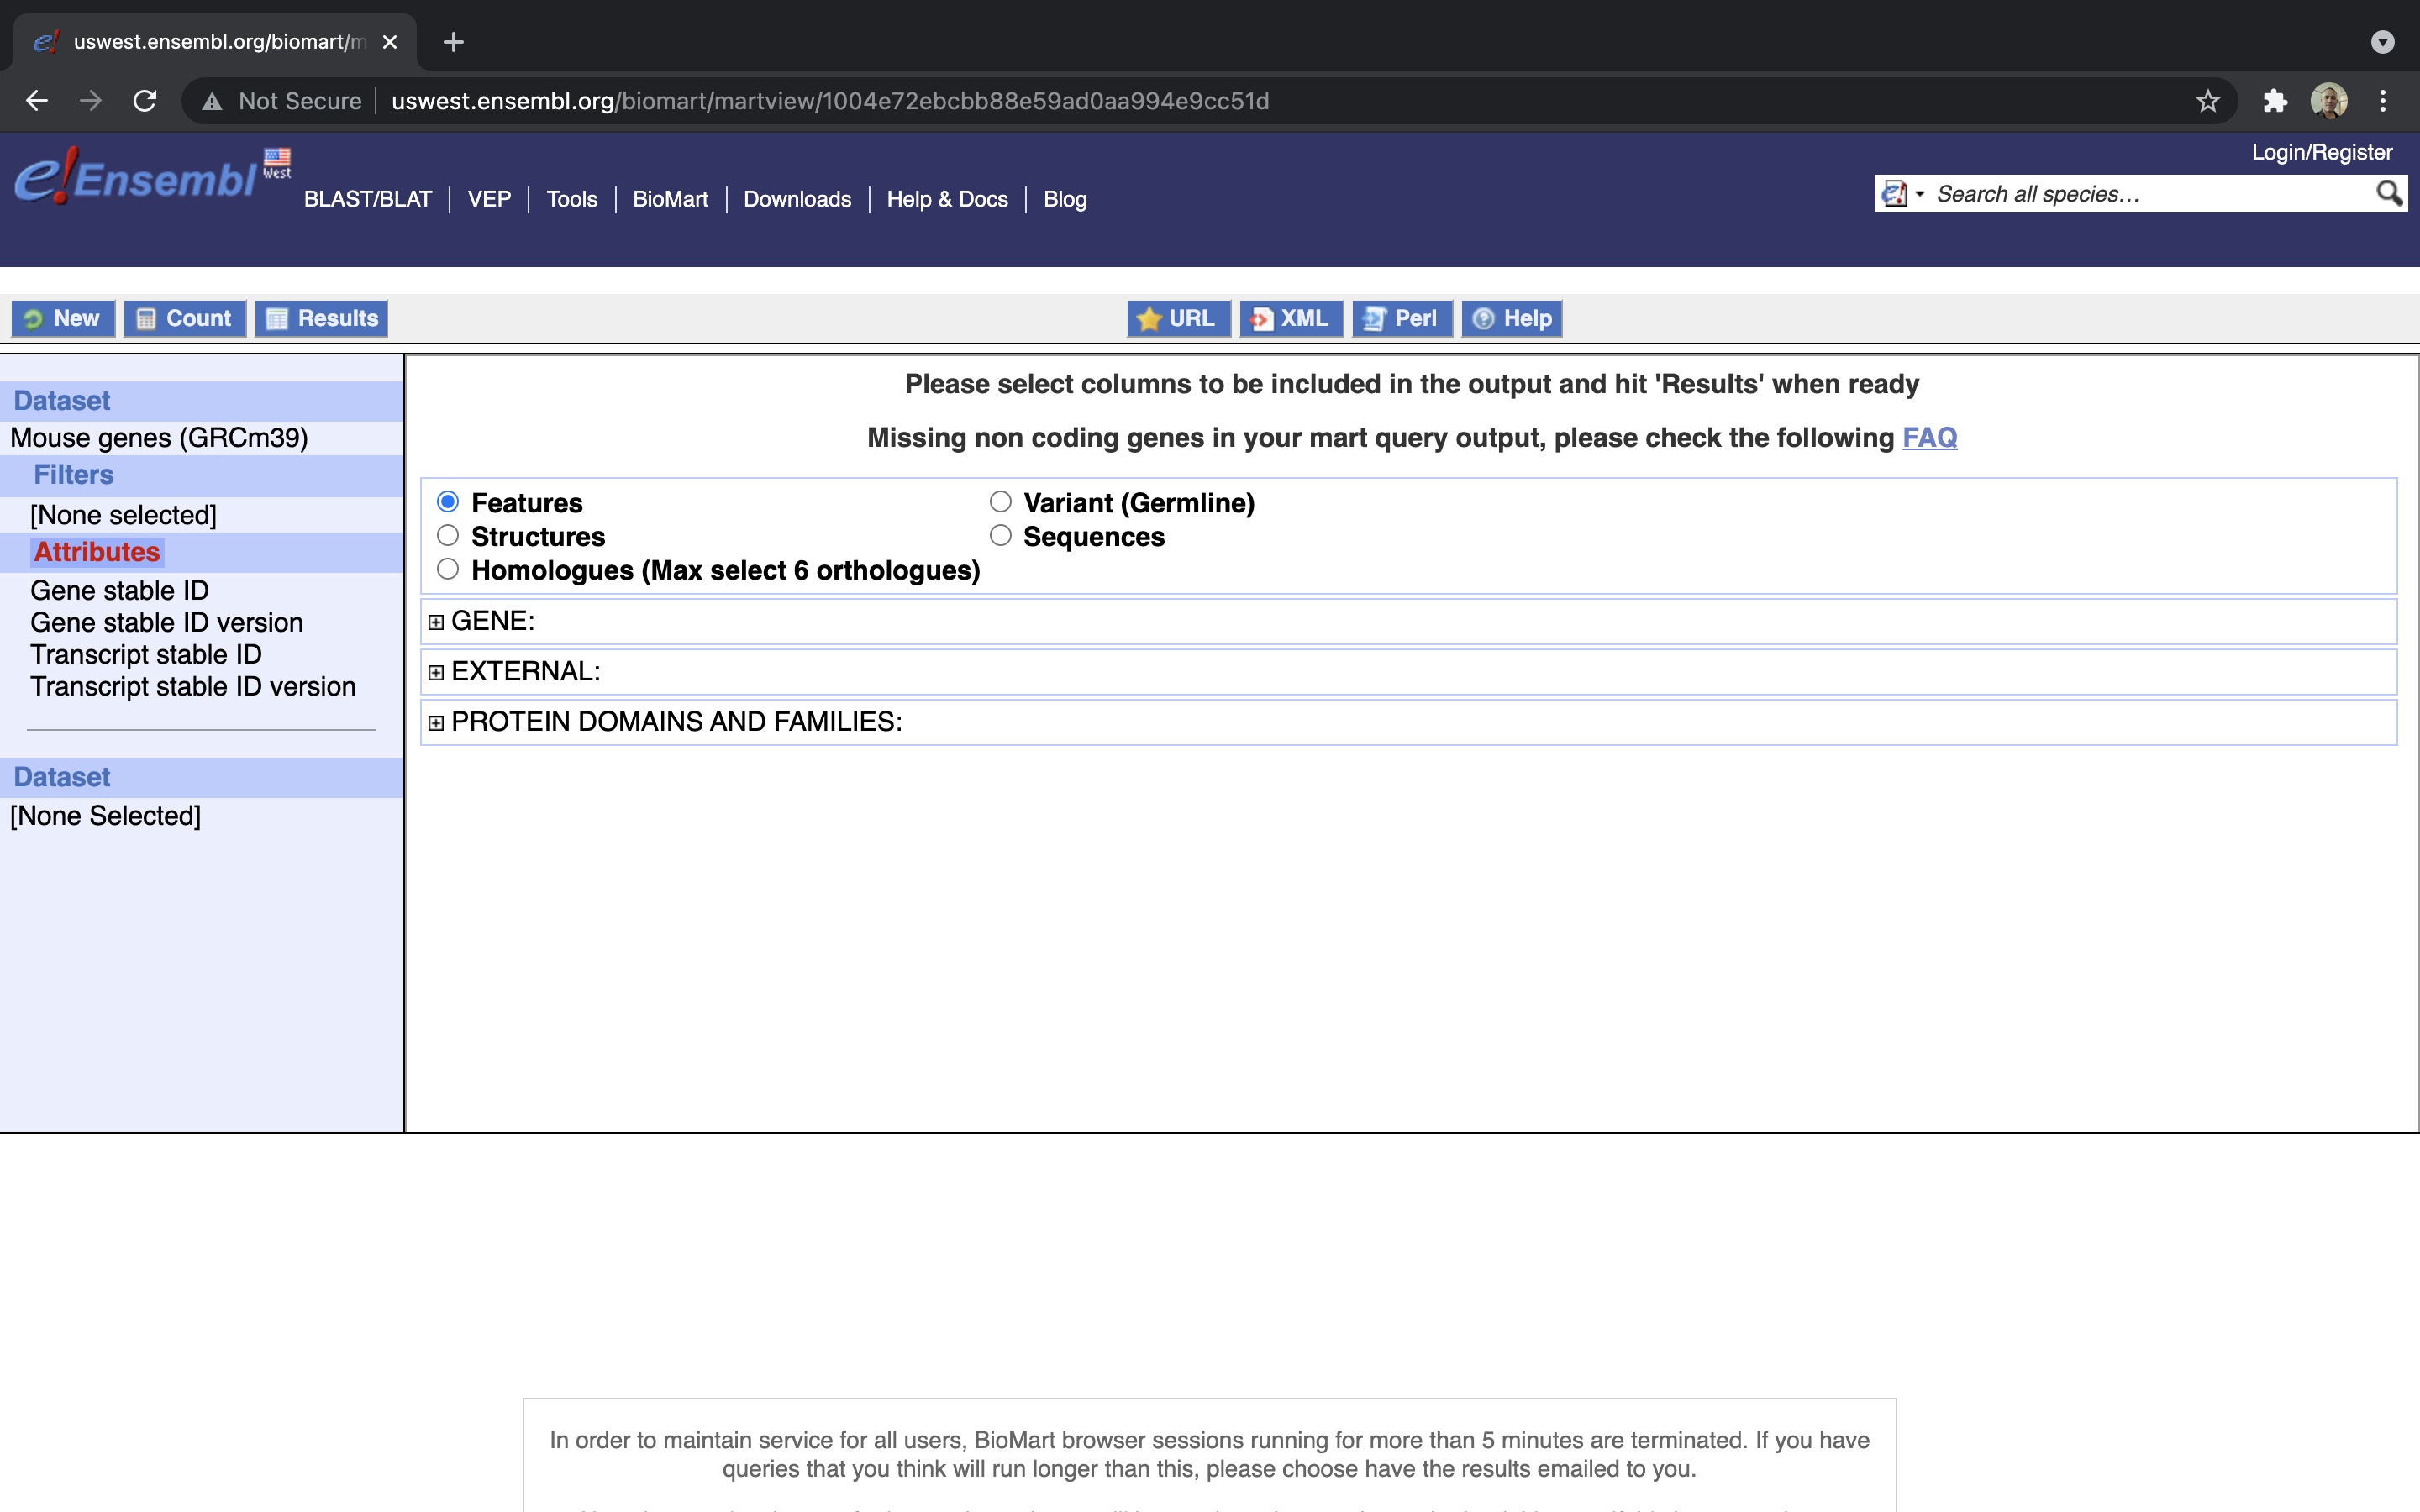 uswest.ensembl.org/biomart/m
Not Secure
uswest.ensembl.org/biomart/martview/1004e72ebcbb88e59ad0aa994e9cc51d
Login/Register
e!Ensembl West
BLAST/BLAT | VEP | Tools | BioMart | Downloads | Help & Docs | Blog
Search all species...
New Count Results URL XML Perl Help
Dataset
Mouse genes (GRCm39)
Filters
[None selected]
Attributes
Gene stable ID
Gene stable ID version
Transcript stable ID
Transcript stable ID version
Dataset
[None Selected]
Please select columns to be included in the output and hit 'Results' when ready
Missing non coding genes in your mart query output, please check the following FAQ
Features Variant (Germline)
Structures Sequences
Homologues (Max select 6 orthologues)
GENE:
EXTERNAL:
PROTEIN DOMAINS AND FAMILIES:
In order to maintain service for all users, BioMart browser sessions running for more than 5 minutes are terminated. If you have
queries that you think will run longer than this, please choose have the results emailed to you.